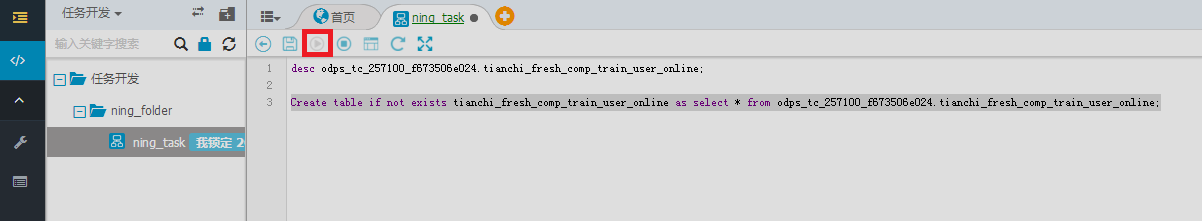 任务开发
首页
ning_task
输入关键字搜索
任务开发
ning_folder
ning_task 我锁定 2
1 desc odps_tc_257100_f673506e024.tianchi_fresh_comp_train_user_online;
2
3 Create table if not exists tianchi_fresh_comp_train_user_online as select * from odps_tc_257100_f673506e024.tianchi_fresh_comp_train_user_online;